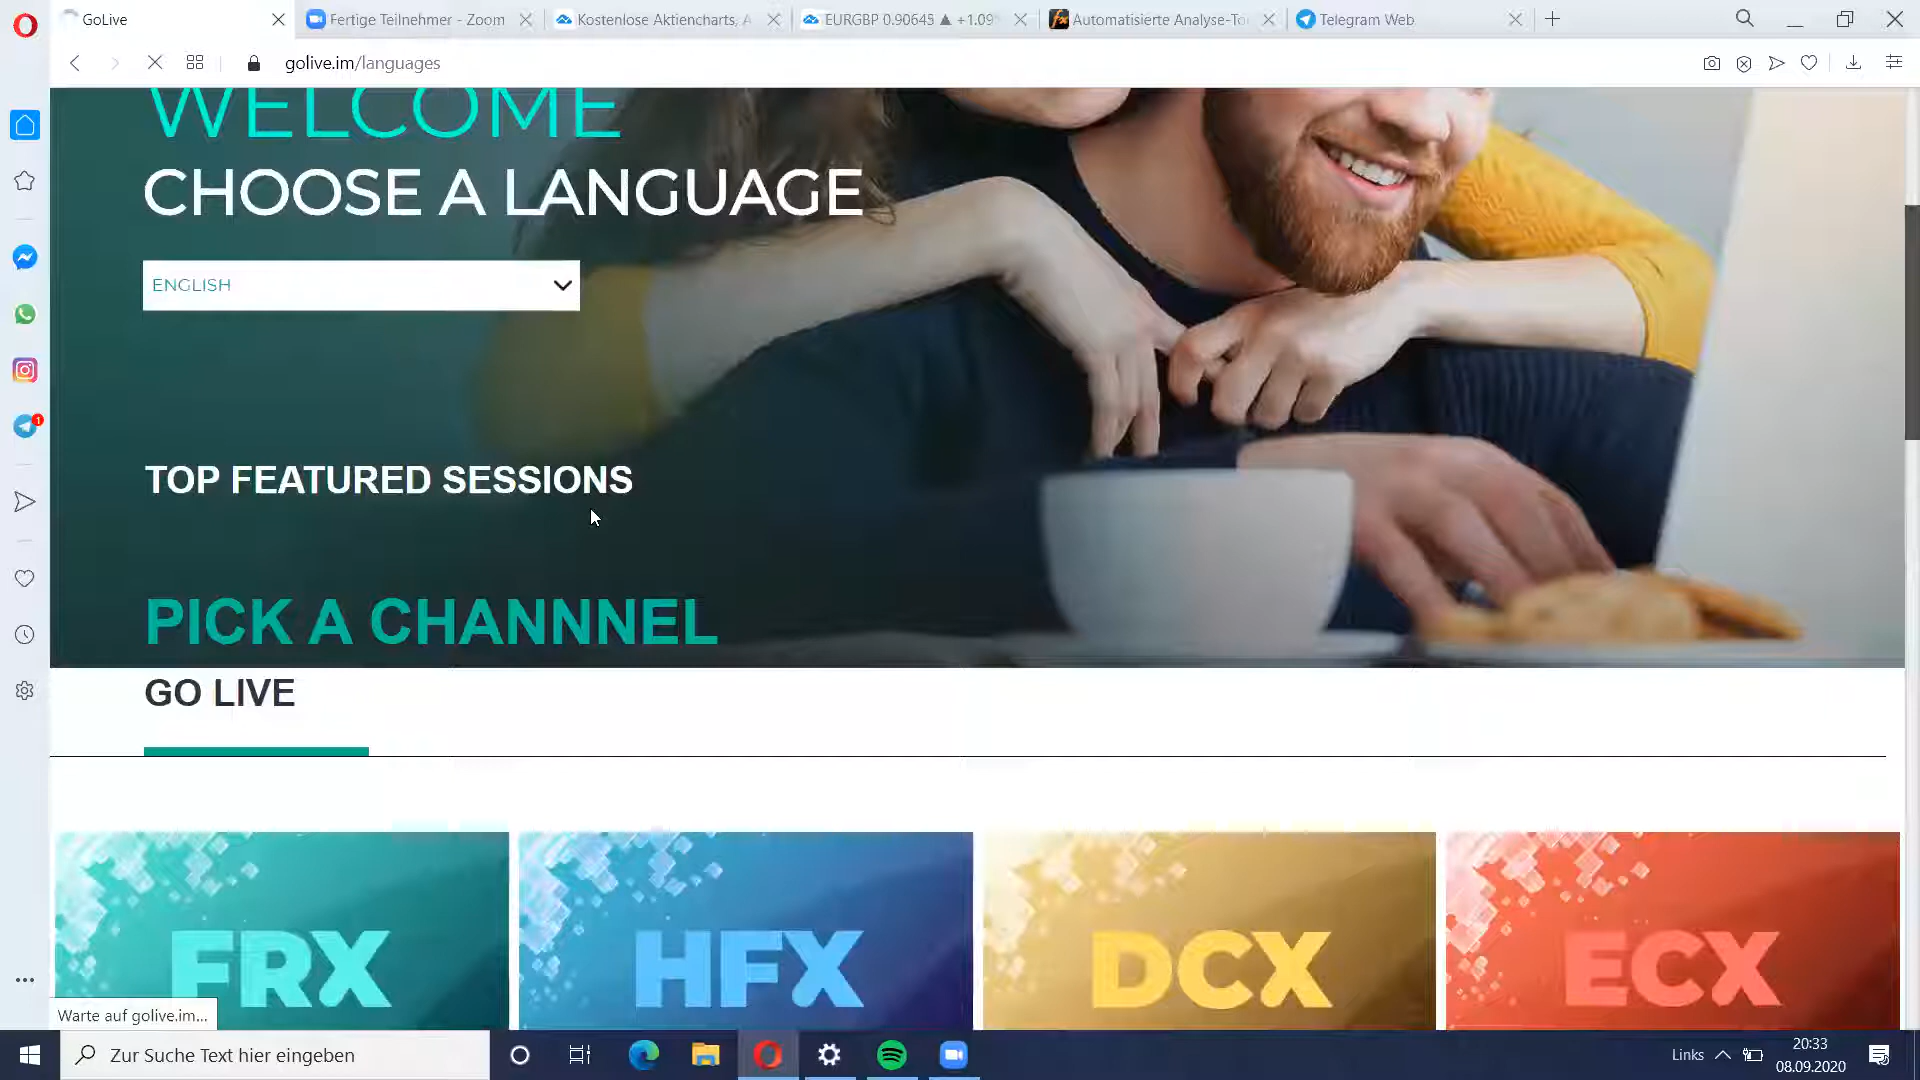 GoLive
Fertige Teilnehmer - Zoom
Kostenlose Aktiencharts, A
EURGBP 0.90645 ▲ +1.09
Automatisierte Analyse-To
Telegram Web
golive.im/languages
WELCOME
CHOOSE A LANGUAGE
ENGLISH
TOP FEATURED SESSIONS
PICK A CHANNNEL
GO LIVE
FRX
HFX
DCX
ECX
1
Warte auf golive.im...
Zur Suche Text hier eingeben
Links
20:33
08.09.2020